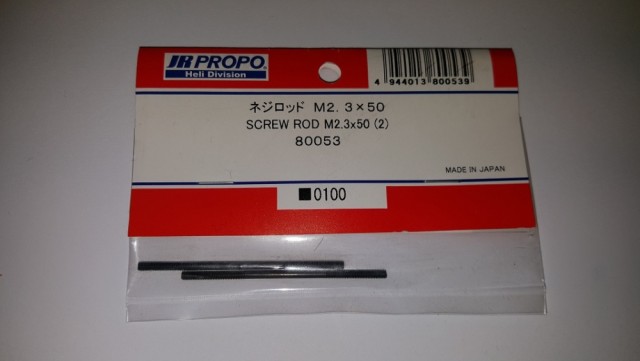 JR PROPO®
Heli Division
4 944013 800539
ネジロッド M2.3×50
SCREW ROD M2.3x50 (2)
80053
MADE IN JAPAN
■0100